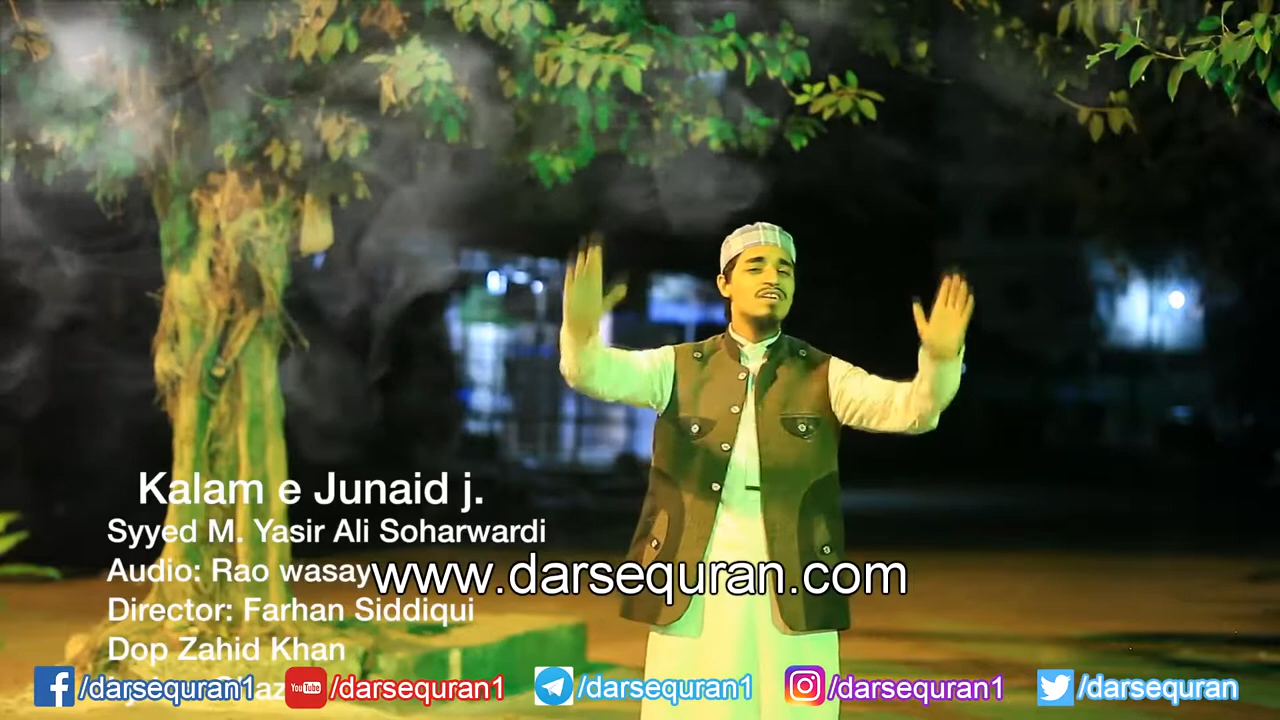 Kalam e Junaid j.
Syyed M. Yasir Ali Soharwardi
Audio: Rao wasay
www.darsequran.com
Director: Farhan Siddiqui
Dop Zahid Khan
/darsequran1 YouTube /darsequran1 /darsequran1 /darsequran1 /darsequran